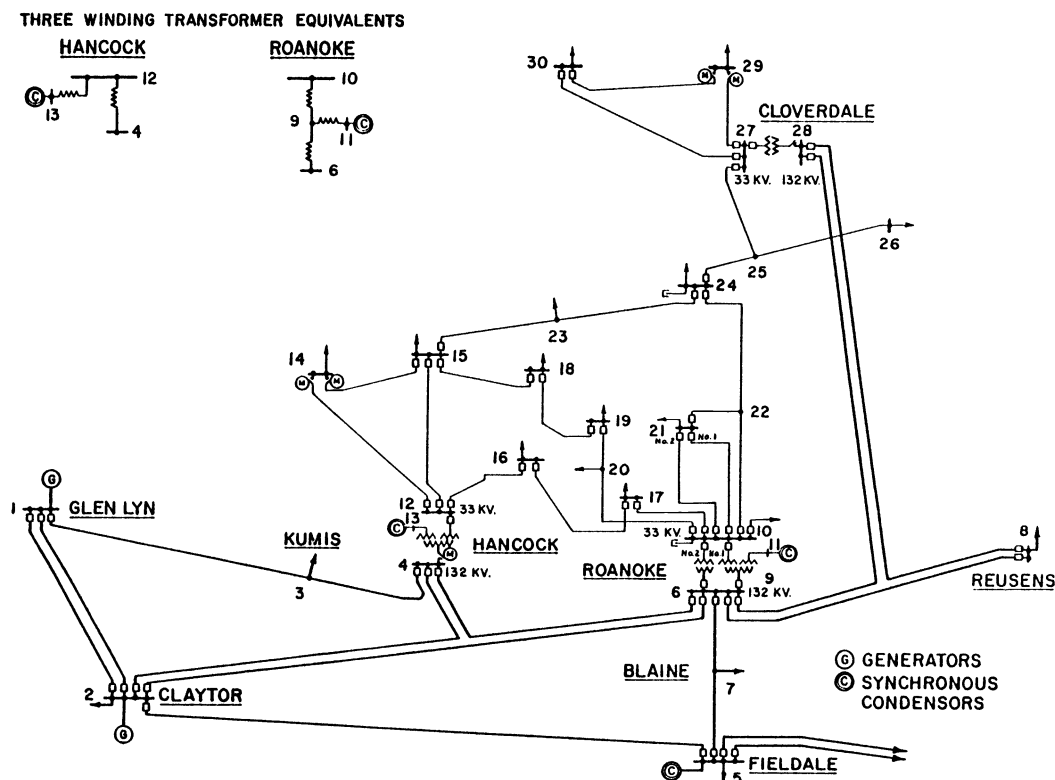 THREE WINDING TRANSFORMER EQUIVALENTS
HANCOCK
ROANOKE
12
C
13
4
10
9
C
11
6
30
29
M
M
CLOVERDALE
27
28
33 KV.
132 KV.
26
25
24
23
15
14
M
M
18
22
19
21
No.2
No.1
16
20
17
G
1
GLEN LYN
12
33 KV.
13
C
HANCOCK
M
KUMIS
4
132 KV.
3
33 KV.
10
No.2
No.1
11
C
ROANOKE
9
6
132 KV.
8
REUSENS
BLAINE
7
G GENERATORS
C SYNCHRONOUS
CONDENSORS
2
CLAYTOR
G
C
5
FIELDALE